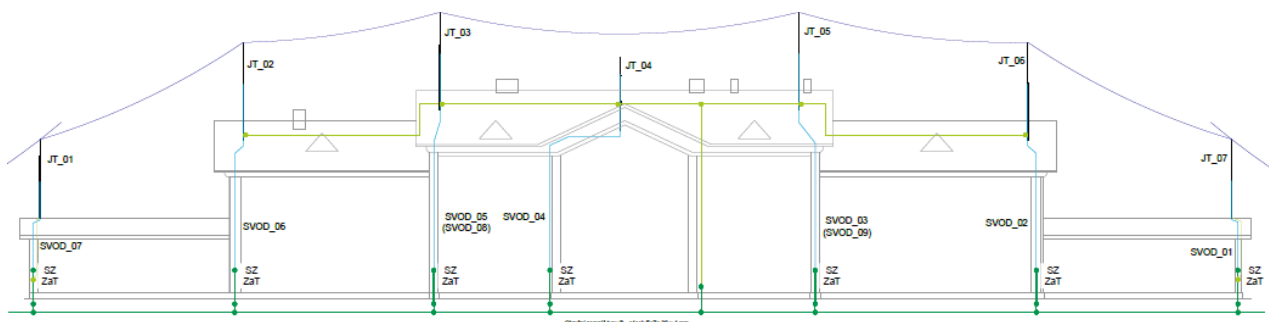 JT_03
JT_05
JT_02
JT_04
JT_06
JT_01
JT_07
SVOD_06
SVOD_05
(SVOD_08)
SVOD_04
SVOD_03
(SVOD_09)
SVOD_02
SVOD_07
SVOD_01
SZ
ZaT
SZ
ZaT
SZ
ZaT
SZ
ZaT
SZ
ZaT
SZ
ZaT
SZ
ZaT